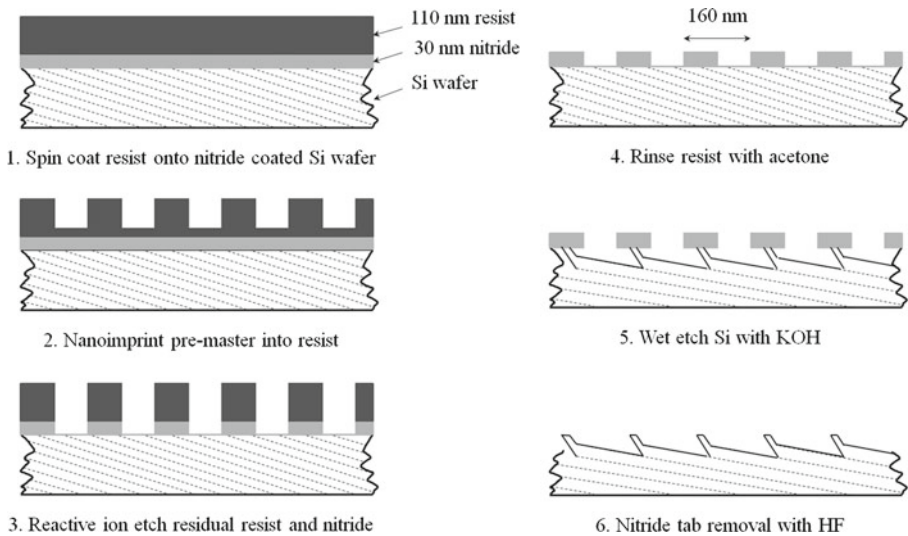 110 nm resist
30 nm nitride
Si wafer
1. Spin coat resist onto nitride coated Si wafer
2. Nanoimprint pre-master into resist
3. Reactive ion etch residual resist and nitride
160 nm
4. Rinse resist with acetone
5. Wet etch Si with KOH
6. Nitride tab removal with HF